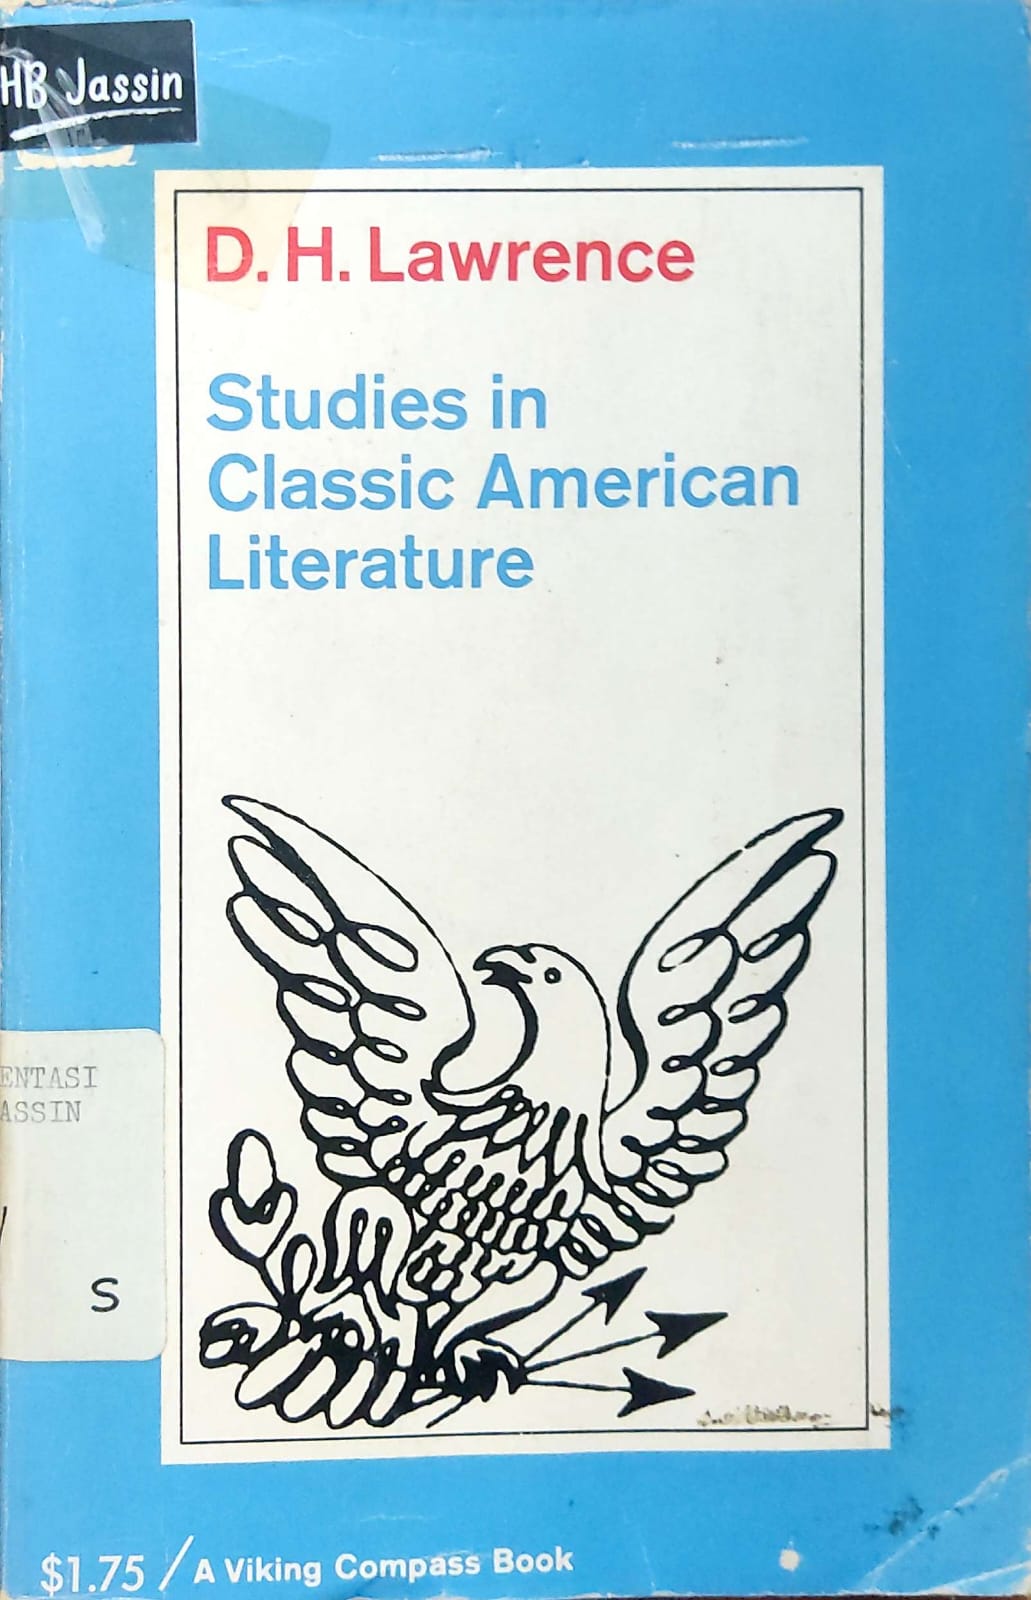 HB Jassin
D. H. Lawrence
Studies in
Classic American
Literature
ENTASI
ASSIN
S
$1.75 / A Viking Compass Book